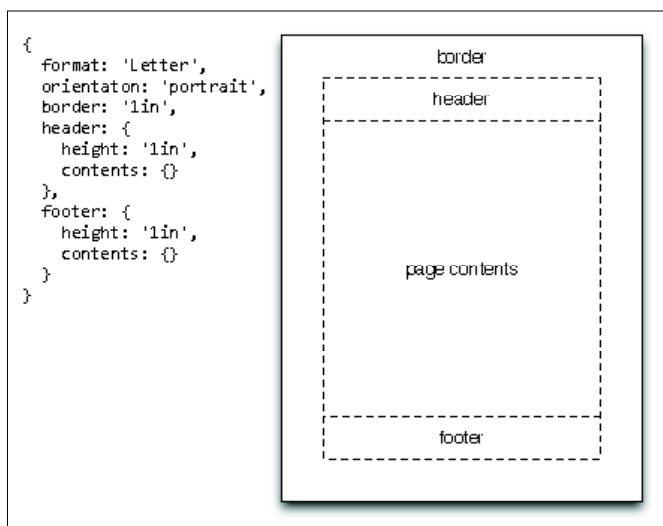 {
  format: 'Letter',
  orientaton: 'portrait',
  border: '1in',
  header: {
    height: '1in',
    contents: {}
  },
  footer: {
    height: '1in',
    contents: {}
  }
}
border
header
page contents
footer